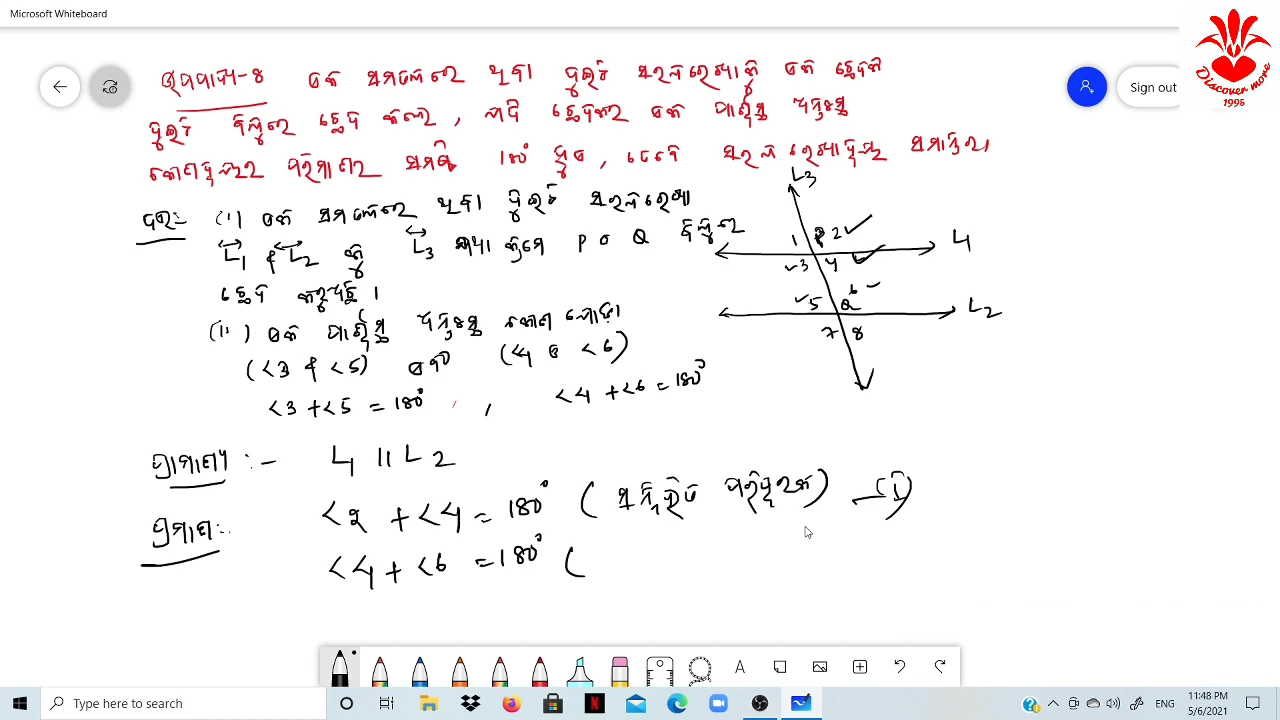 Microsoft Whiteboard
Discover more
1995
Sign out
ଉପପାଦ୍ୟ-୪ ଏକ ସମତଳରେ ଥିବା ଦୁଇଟି ସରଳରେଖାକୁ ଏକ ଛେଦକ
ଦୁଇଟି ବିନ୍ଦୁରେ ଛେଦ କଲେ, ଯଦି ଛେଦକର ଏକ ପାର୍ଶ୍ୱସ୍ଥ ଅନ୍ତଃସ୍ଥ
କୋଣଦ୍ୱୟର ପରିମାଣର ସମଷ୍ଟି 180° ହୁଏ, ତେବେ ସରଳରେଖାଦ୍ୱୟ ସମାନ୍ତର।
ଦତ୍ତ:- (i) ଏକ ସମତଳରେ ଥିବା ଦୁଇଟି ସରଳରେଖା
L1 ଓ L2 କୁ L3 ଯଥାକ୍ରମେ P ଓ Q ବିନ୍ଦୁରେ
ଛେଦ କରୁଅଛି।
(ii) ଏକ ପାର୍ଶ୍ୱସ୍ଥ ଅନ୍ତଃସ୍ଥ କୋଣ ଯୋଡ଼ା
(<3 ଓ <5) ଏବଂ (<4 ଓ <6)
<3 + <5 = 180° , <4 + <6 = 180°
L3
1 P 2
L1
3 4
5 Q 6
L2
7 8
ପ୍ରାମାଣ୍ୟ :- L1 || L2
ପ୍ରମାଣ:- <2 + <4 = 180° ( ସନ୍ନିହିତ ପରିପୂରକ) —(i)
<4 + <6 = 180° (
Type here to search
ENG
11:48 PM
5/6/2021